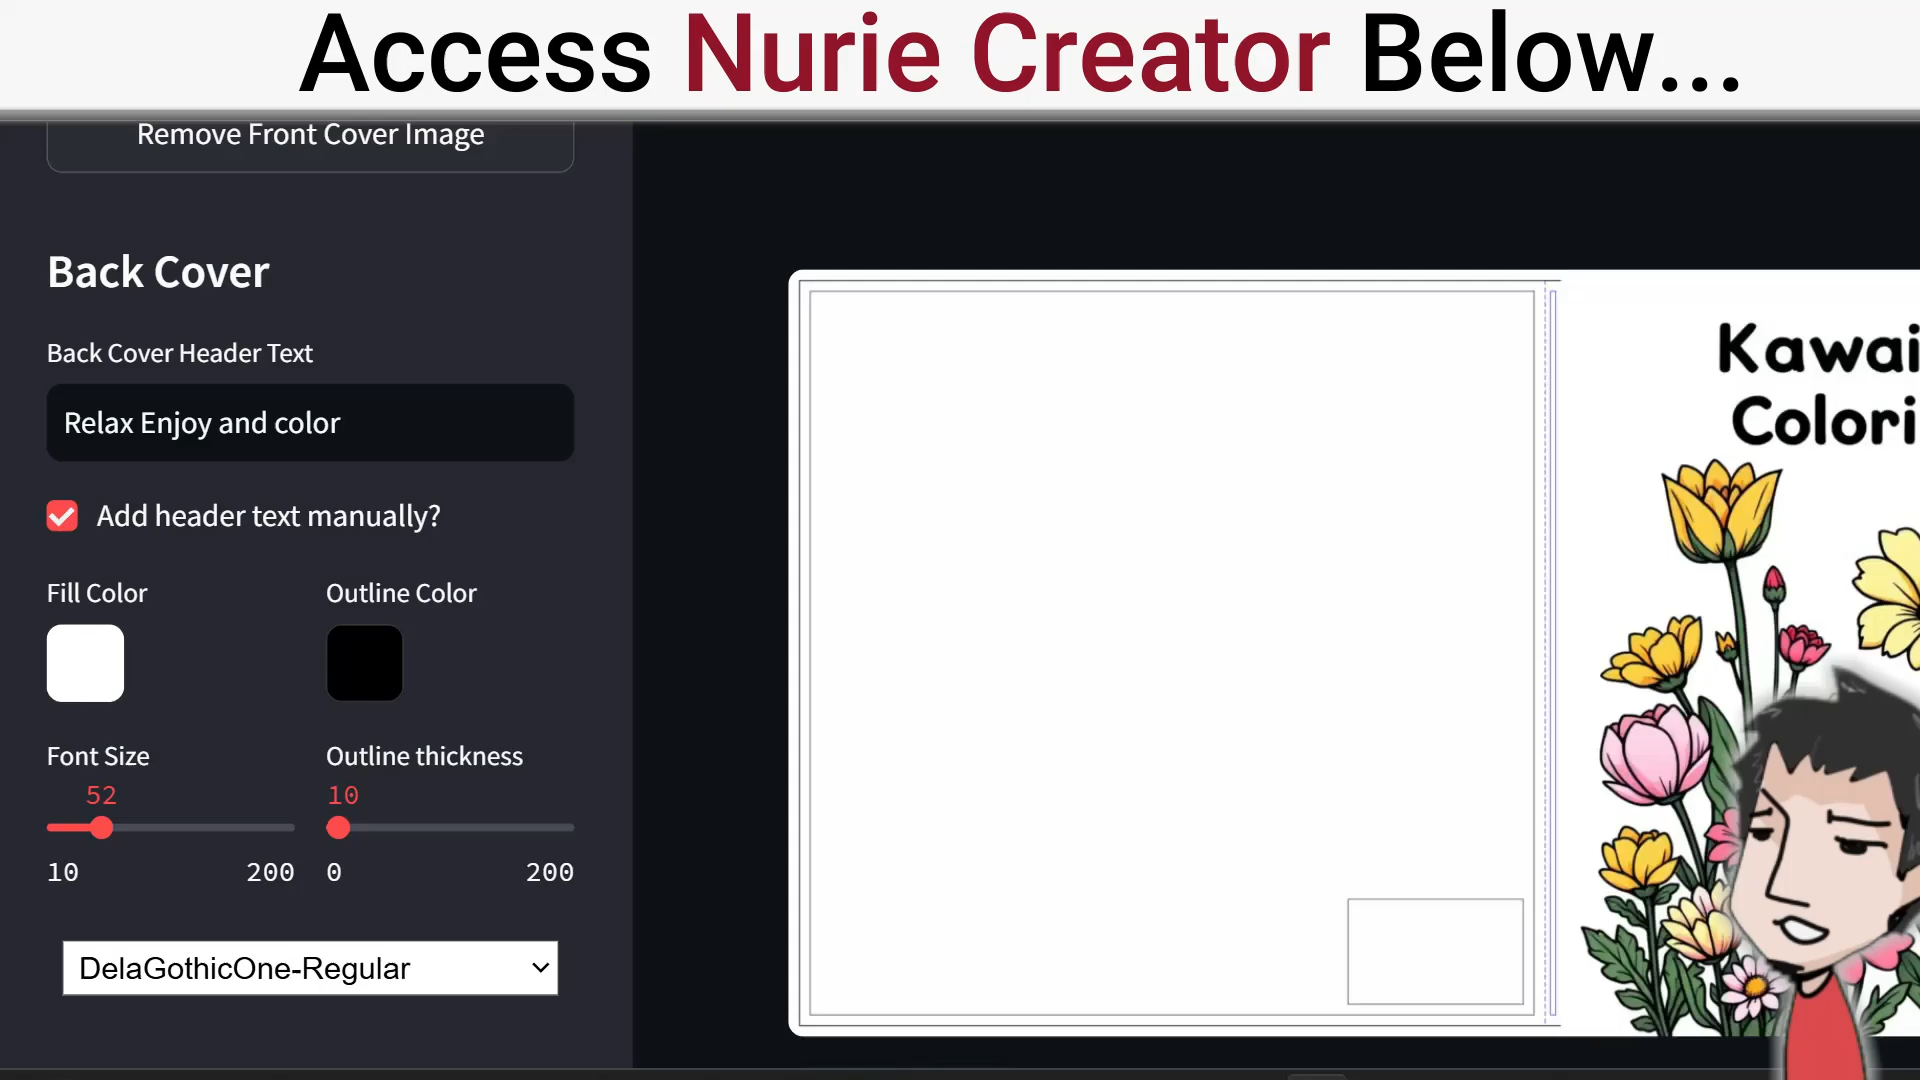 Access Nurie Creator Below...
Remove Front Cover Image
Back Cover
Back Cover Header Text
Relax Enjoy and color
Add header text manually?
Fill Color
Outline Color
Font Size
Outline thickness
52
10
10
200
0
200
DelaGothicOne-Regular
Kawai
Colori